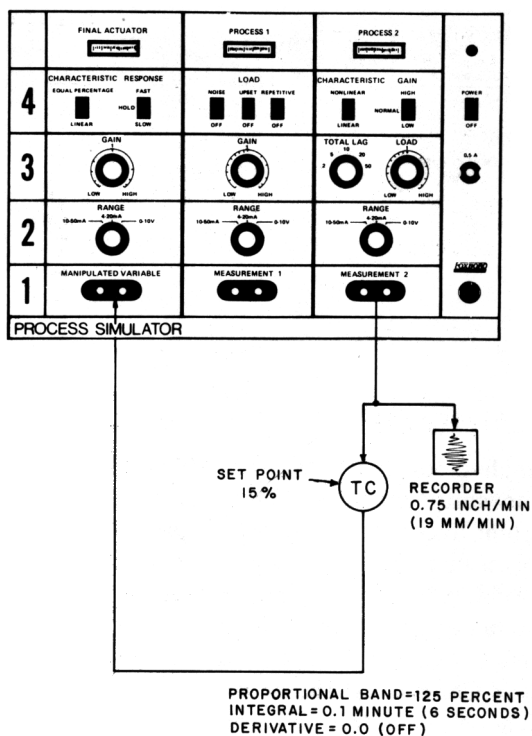 FINAL ACTUATOR
PROCESS 1
PROCESS 2
4
CHARACTERISTIC RESPONSE
EQUAL PERCENTAGE
FAST
HOLD
LINEAR
SLOW
LOAD
NOISE UPSET REPETITIVE
OFF OFF OFF
CHARACTERISTIC GAIN
NONLINEAR
HIGH
NORMAL
LINEAR
LOW
POWER
OFF
3
GAIN
LOW HIGH
GAIN
LOW HIGH
TOTAL LAG
2 5 10 20 50
LOAD
LOW HIGH
0,5 A
2
RANGE
10-50mA 4-20mA 0-10V
RANGE
10-50mA 4-20mA 0-10V
RANGE
10-50mA 4-20mA 0-10V
FOXBORO
1
MANIPULATED VARIABLE
MEASUREMENT 1
MEASUREMENT 2
PROCESS SIMULATOR
SET POINT
15%
TC
RECORDER
0.75 INCH/MIN
(19 MM/MIN)
PROPORTIONAL BAND=125 PERCENT
INTEGRAL=0.1 MINUTE (6 SECONDS)
DERIVATIVE=0.0 (OFF)